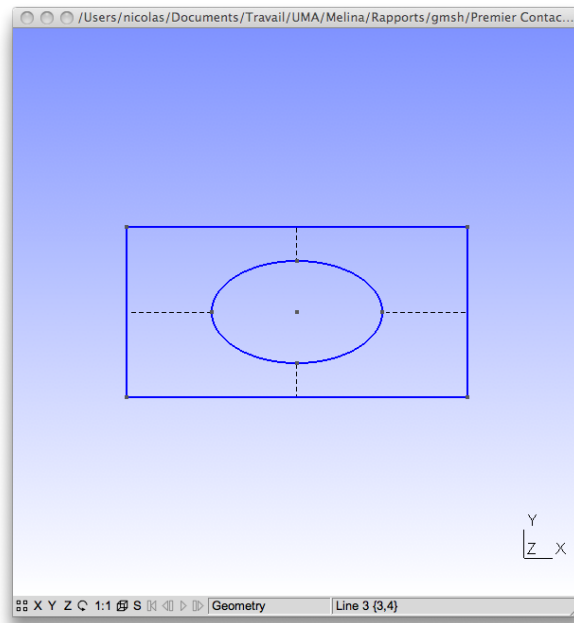 /Users/nicolas/Documents/Travail/UMA/Melina/Rapports/gmsh/Premier Contac...
Y
Z X
X Y Z 1:1 S Geometry Line 3 {3,4}